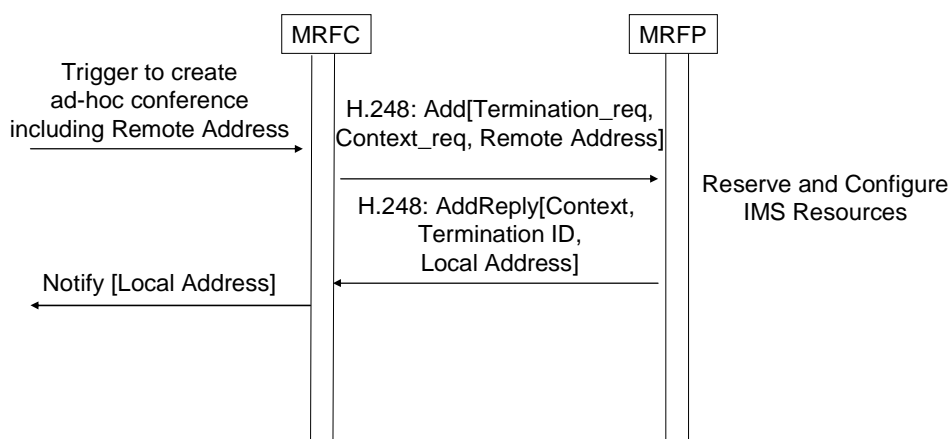 MRFC
MRFP
Trigger to create
ad-hoc conference
including Remote Address
H.248: Add[Termination_req,
Context_req, Remote Address]
Reserve and Configure
IMS Resources
H.248: AddReply[Context,
Termination ID,
Local Address]
Notify [Local Address]